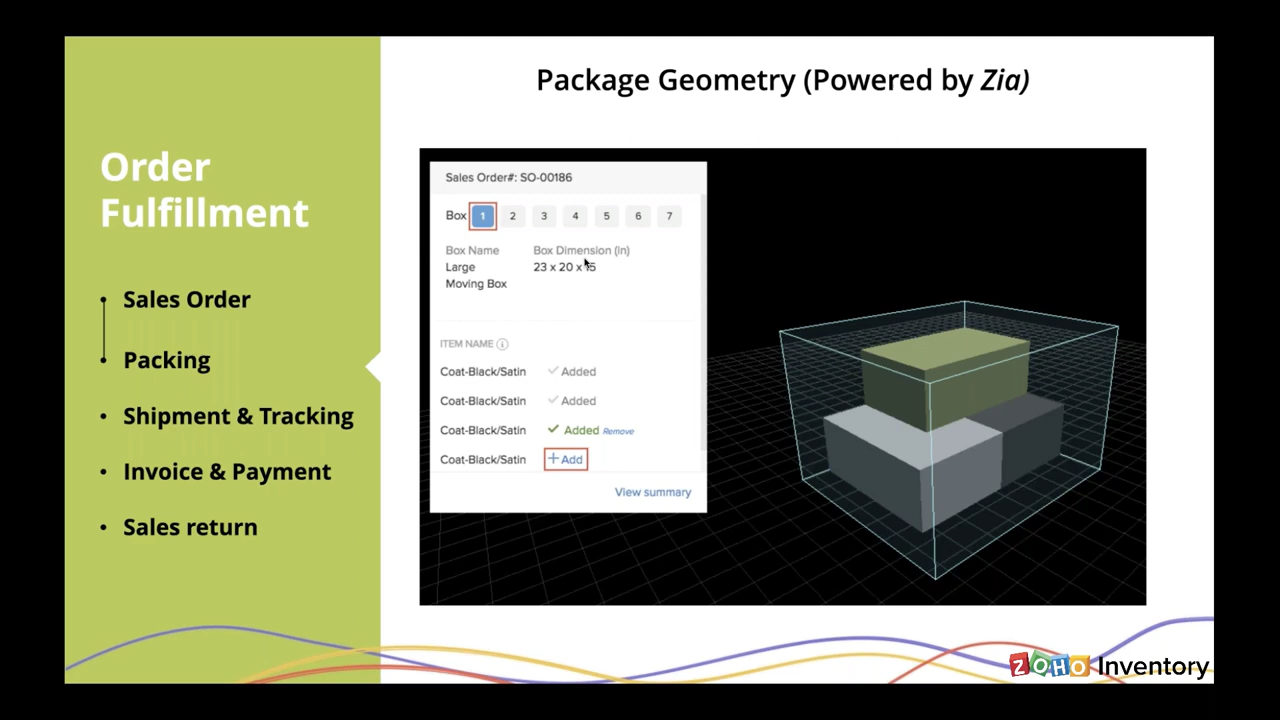 Package Geometry (Powered by Zia)
Order
Fulfillment
• Sales Order
• Packing
• Shipment & Tracking
• Invoice & Payment
• Sales return
Sales Order#: SO-00186
Box 1 2 3 4 5 6 7
Box Name Box Dimension (in)
Large 23 x 20 x 15
Moving Box
ITEM NAME
Coat-Black/Satin Added
Coat-Black/Satin Added
Coat-Black/Satin Added Remove
Coat-Black/Satin + Add
View summary
ZOHO Inventory